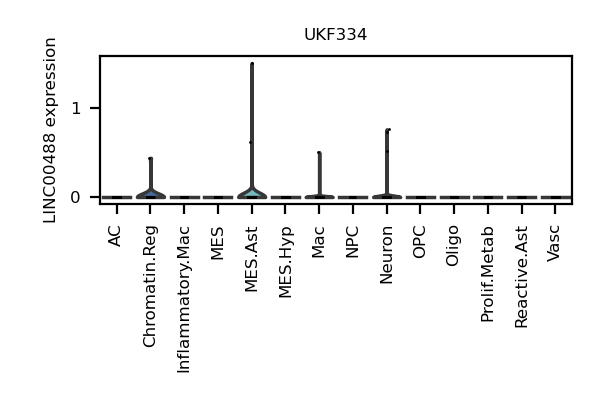 UKF334
LINC00488 expression
1
0
AC
Chromatin.Reg
Inflammatory.Mac
MES
MES.Ast
MES.Hyp
Mac
NPC
Neuron
OPC
Oligo
Prolif.Metab
Reactive.Ast
Vasc